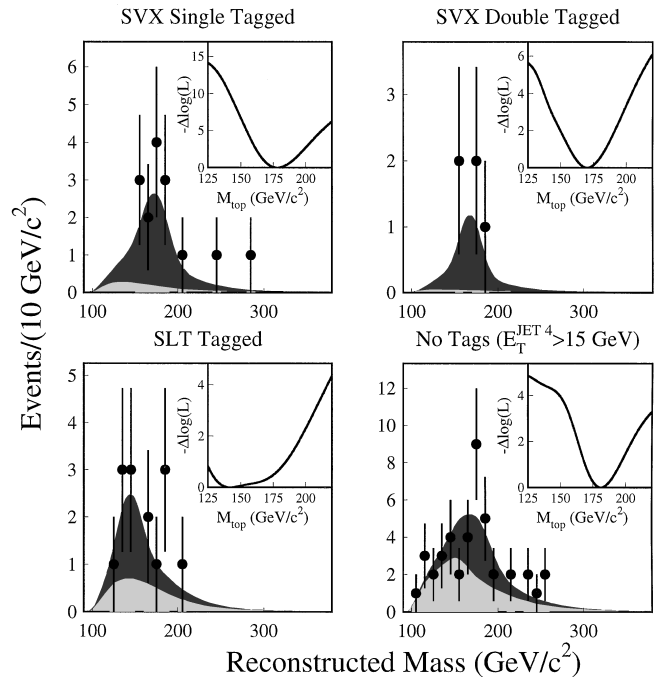 SVX Single Tagged
SVX Double Tagged
6
5
4
3
2
1
0
100 200 300
15
10
5
0
125 150 175 200
-Δlog(L)
M_top (GeV/c²)
3
2
1
0
100 200 300
6
5
4
3
2
1
0
125 150 175 200
-Δlog(L)
M_top (GeV/c²)
Events/(10 GeV/c²)
SLT Tagged
No Tags (E_T^JET 4>15 GeV)
5
4
3
2
1
0
100 200 300
4
2
0
125 150 175 200
-Δlog(L)
M_top (GeV/c²)
12
10
8
6
4
2
0
100 200 300
4
2
0
125 150 175 200
-Δlog(L)
M_top (GeV/c²)
Reconstructed Mass (GeV/c²)